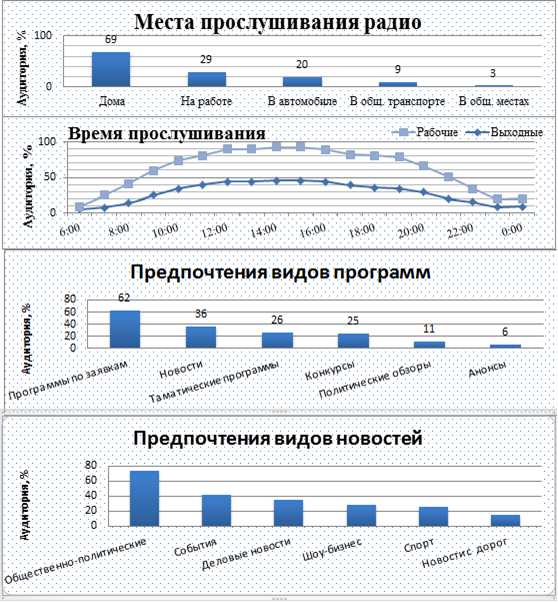 Места прослушивания радио
Аудитория, %
100
0
69
29
20
9
3
Дома
На работе
В автомобиле
В общ. транспорте
В общ. местах
Время прослушивания
Рабочие
Выходные
Аудитория, %
100
50
0
6:00
8:00
10:00
12:00
14:00
16:00
18:00
20:00
22:00
0:00
Предпочтения видов программ
Аудитория, %
80
60
40
20
0
62
36
26
25
11
6
Программы по заявкам
Новости
Таматические программы
Конкурсы
Политические обзоры
Анонсы
Предпочтения видов новостей
Аудитория, %
80
60
40
20
0
Общественно-политические
События
Деловые новости
Шоу-бизнес
Спорт
Новости с дорог